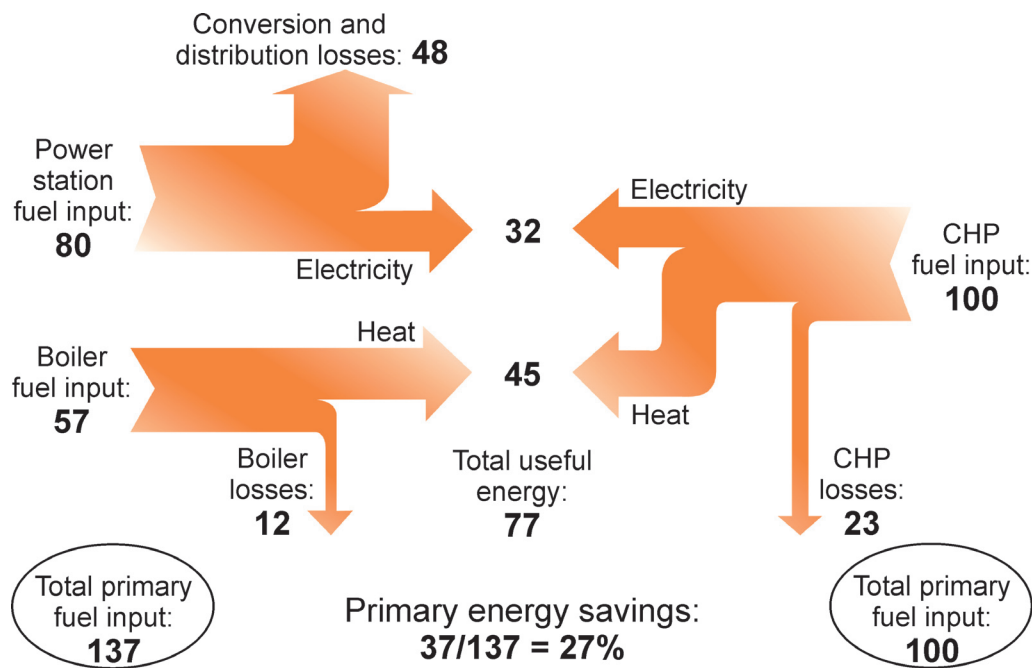 Conversion and
distribution losses: 48
Power
station
fuel input:
80
Electricity
32
Electricity
CHP
fuel input:
100
Boiler
fuel input:
57
Heat
45
Heat
Boiler
losses:
12
Total useful
energy:
77
CHP
losses:
23
Total primary
fuel input:
137
Primary energy savings:
37/137 = 27%
Total primary
fuel input:
100